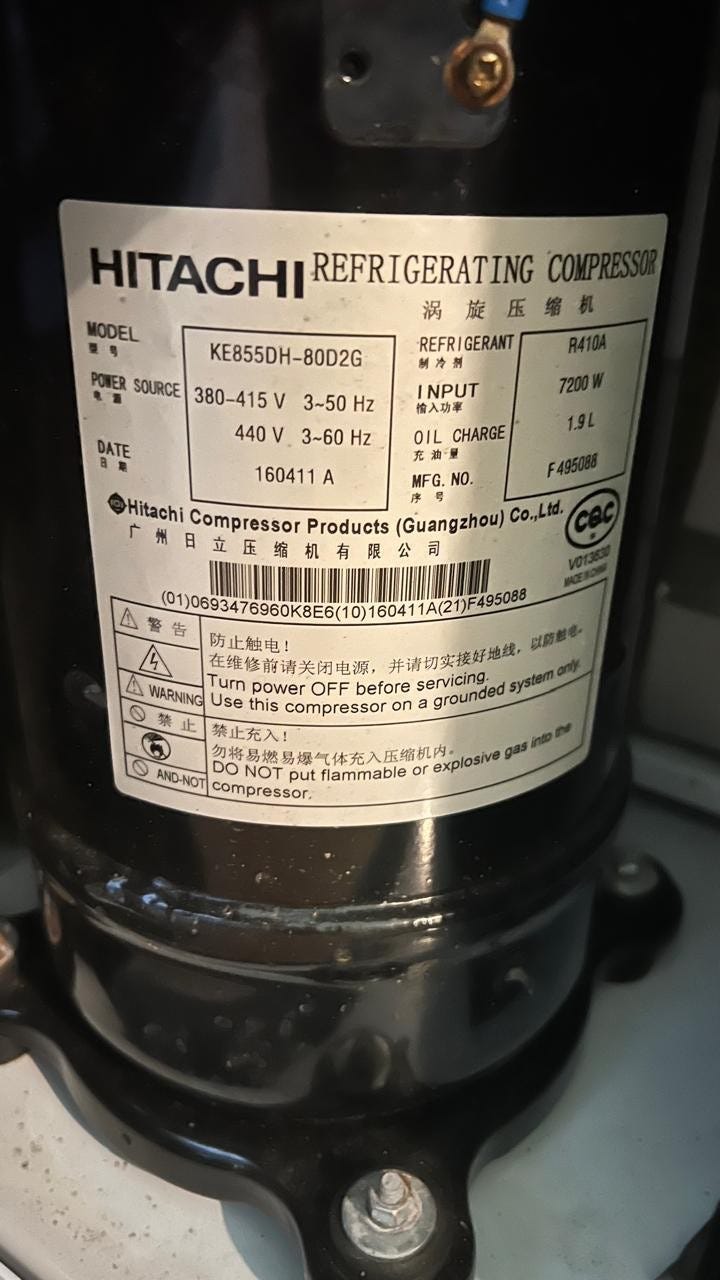 HITACHI REFRIGERATING COMPRESSOR
涡旋压缩机
MODEL KE855DH-80D2G
型号
POWER SOURCE 380-415 V 3~50 Hz
电源
440 V 3~60 Hz
DATE 160411 A
日期
REFRIGERANT R410A
制冷剂
INPUT 7200 W
输入功率
OIL CHARGE 1.9 L
充油量
MFG. NO. F495088
序号
Hitachi Compressor Products (Guangzhou) Co.,Ltd.
广州日立压缩机有限公司
CQC
V013630
MADE IN CHINA
(01)0693476960K8E6(10)160411A(21)F495088
警告
WARNING
防止触电!
在维修前请关闭电源，并请切实接好地线，以防触电。
Turn power OFF before servicing.
Use this compressor on a grounded system only.
禁止
AND-NOT
禁止充入!
勿将易燃易爆气体充入压缩机内。
DO NOT put flammable or explosive gas into the
compressor.